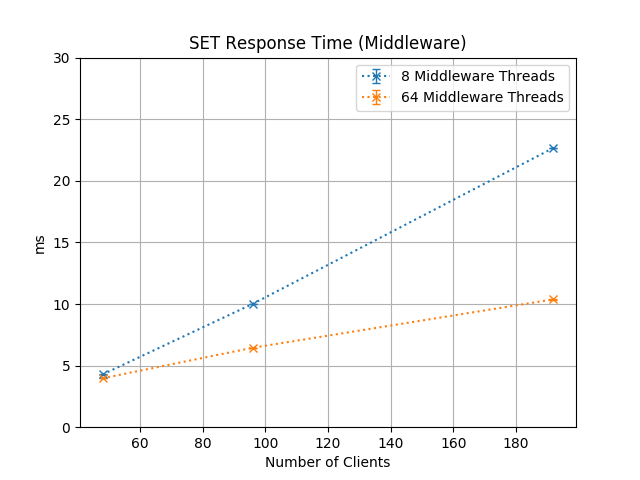 SET Response Time (Middleware)
8 Middleware Threads
64 Middleware Threads
30
25
20
15
10
5
0
ms
60 80 100 120 140 160 180
Number of Clients